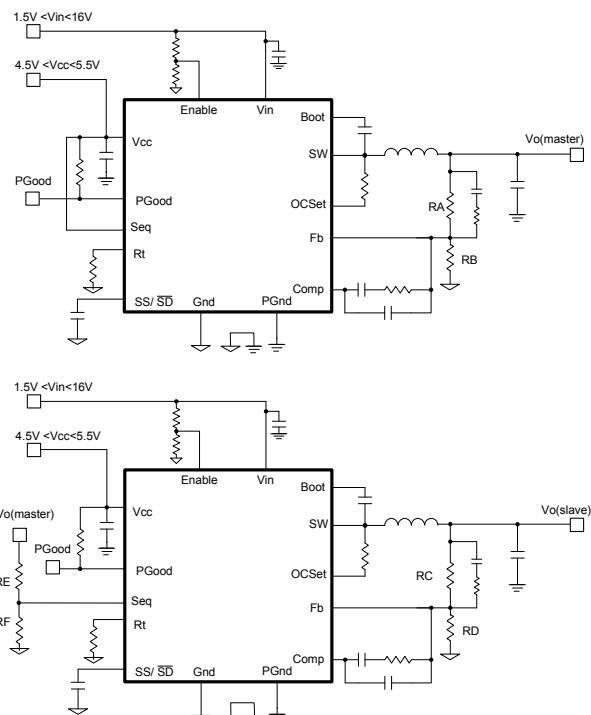 1.5V <Vin<16V
4.5V <Vcc<5.5V
Enable
Vin
Boot
Vcc
SW
Vo(master)
PGood
PGood
OCSet
RA
Seq
Fb
Rt
RB
Comp
SS/ SD
Gnd
PGnd
1.5V <Vin<16V
4.5V <Vcc<5.5V
Enable
Vin
Boot
Vo(master)
Vcc
SW
Vo(slave)
PGood
PGood
OCSet
RC
RE
Seq
Fb
RF
Rt
RD
Comp
SS/ SD
Gnd
PGnd